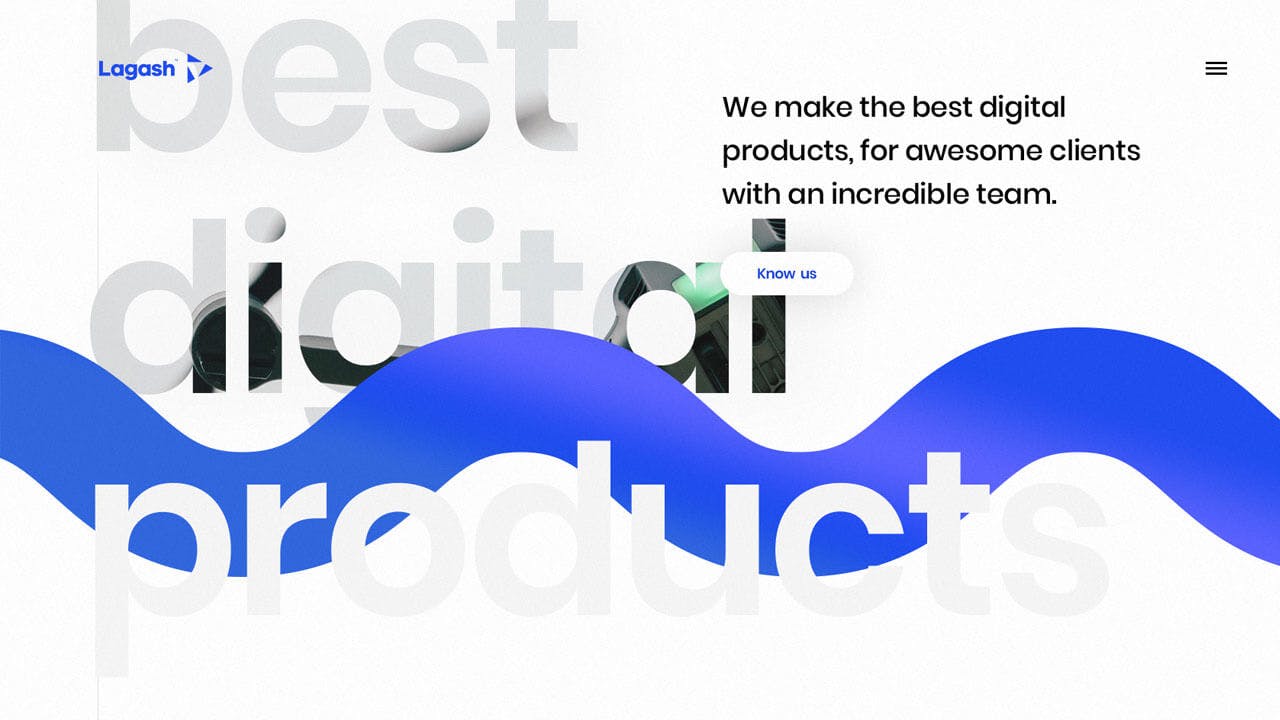 best
Lagash
We make the best digital
products, for awesome clients
with an incredible team.
digital
Know us
products